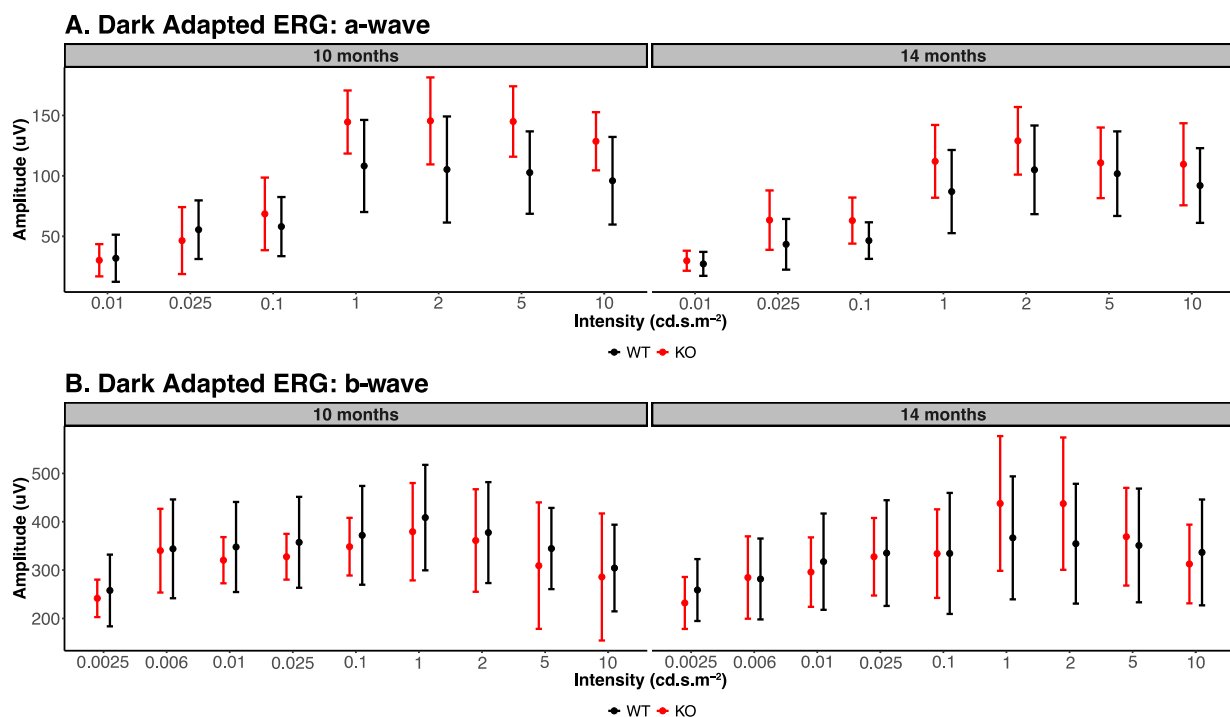 A. Dark Adapted ERG: a-wave
10 months
14 months
Amplitude (uV)
150
100
50
0.01 0.025 0.1 1 2 5 10
0.01 0.025 0.1 1 2 5 10
Intensity (cd.s.m⁻²)
WT KO
B. Dark Adapted ERG: b-wave
10 months
14 months
Amplitude (uV)
500
400
300
200
0.0025 0.006 0.01 0.025 0.1 1 2 5 10
0.0025 0.006 0.01 0.025 0.1 1 2 5 10
Intensity (cd.s.m⁻²)
WT KO